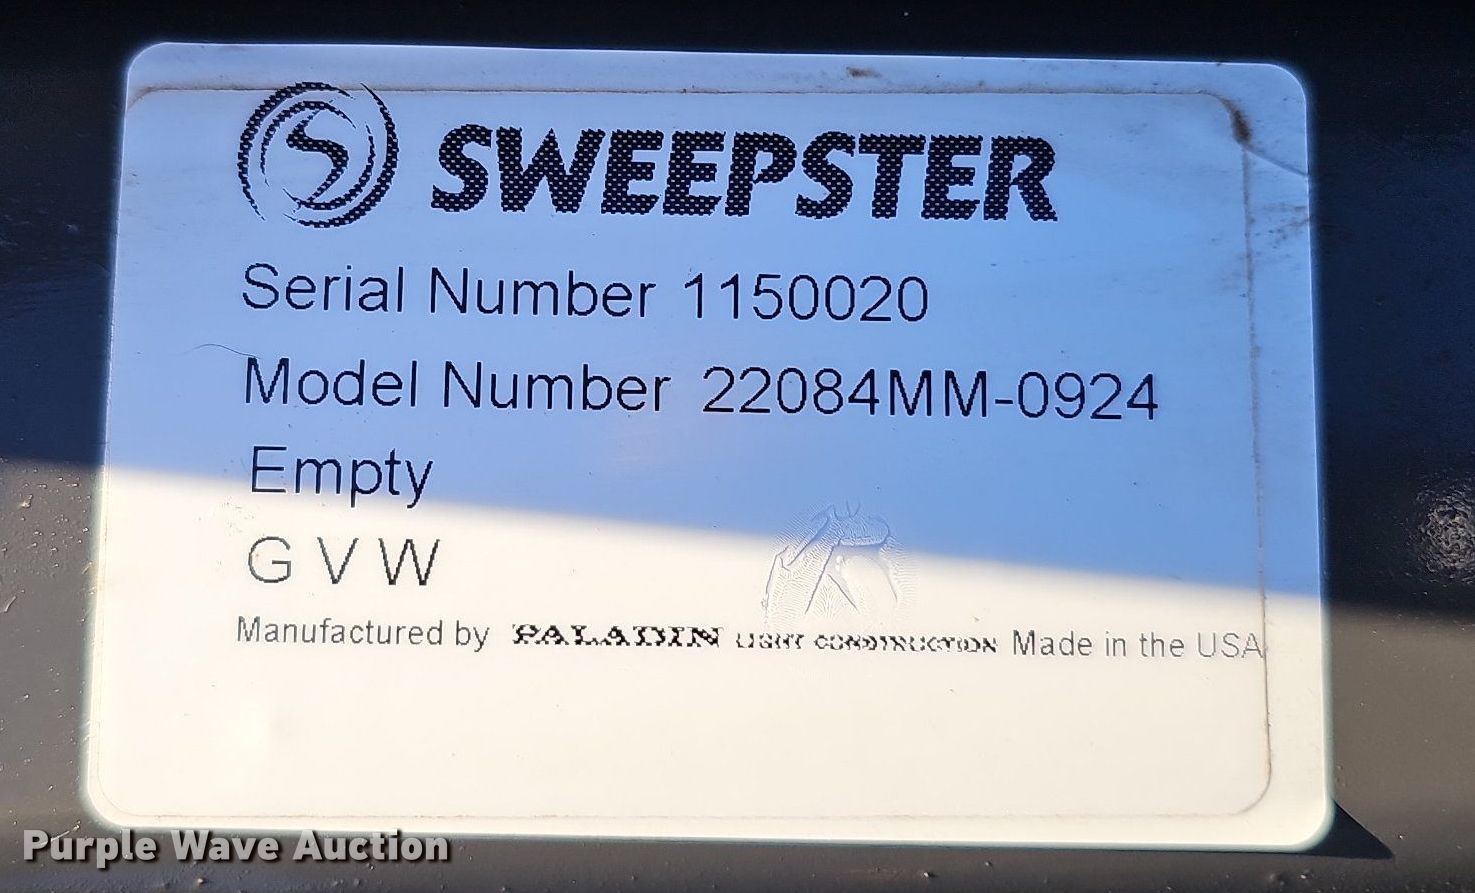 SWEEPSTER
Serial Number 1150020
Model Number 22084MM-0924
Empty
G V W
Manufactured by PALADIN LIGHT CONSTRUCTION Made in the USA
Purple Wave Auction